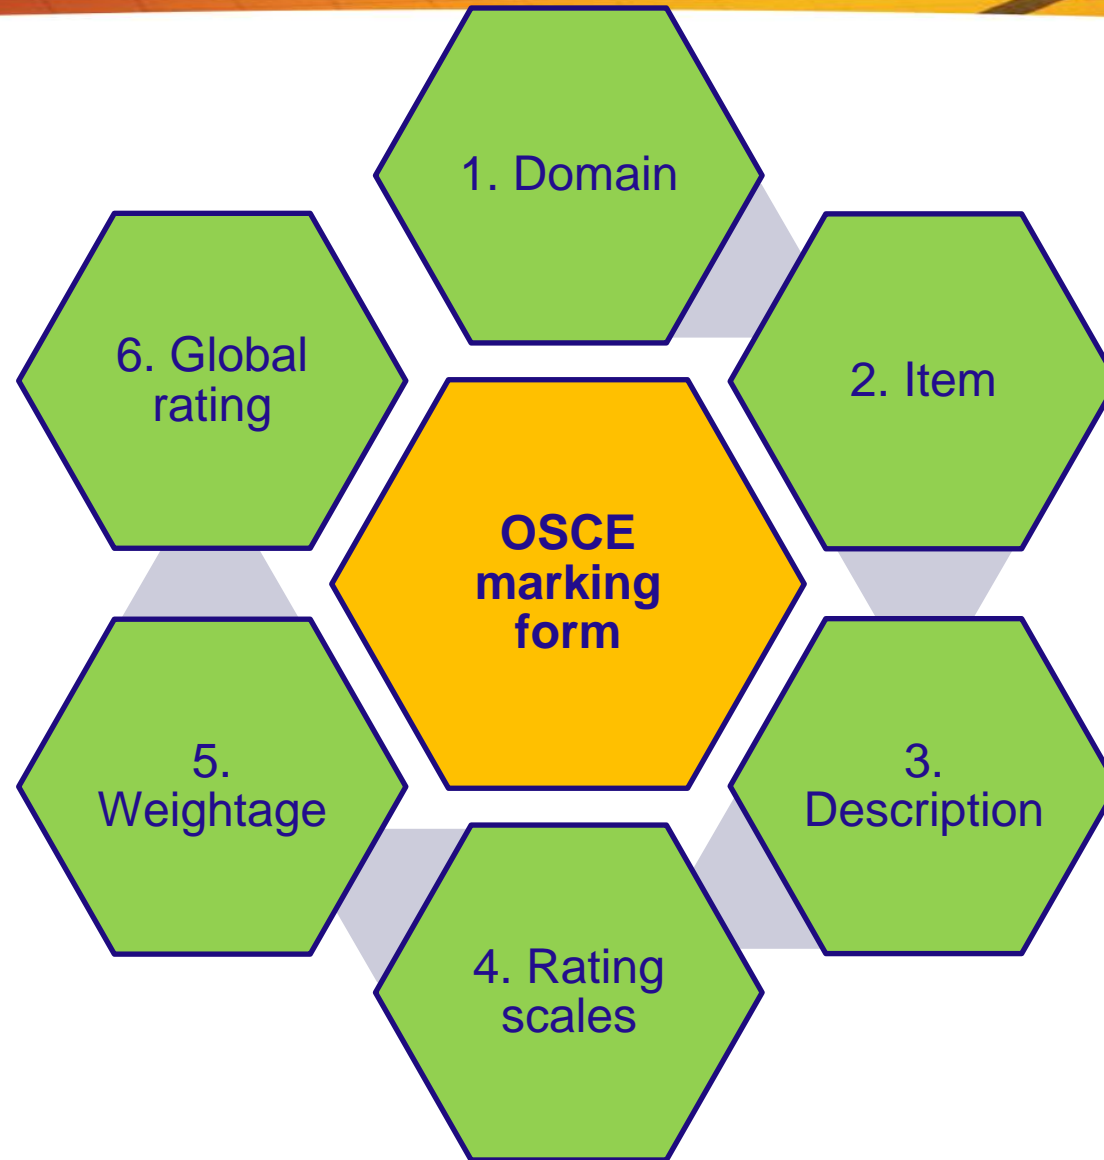 1. Domain
2. Item
3.
Description
4. Rating
scales
5.
Weightage
6. Global
rating
OSCE
marking
form